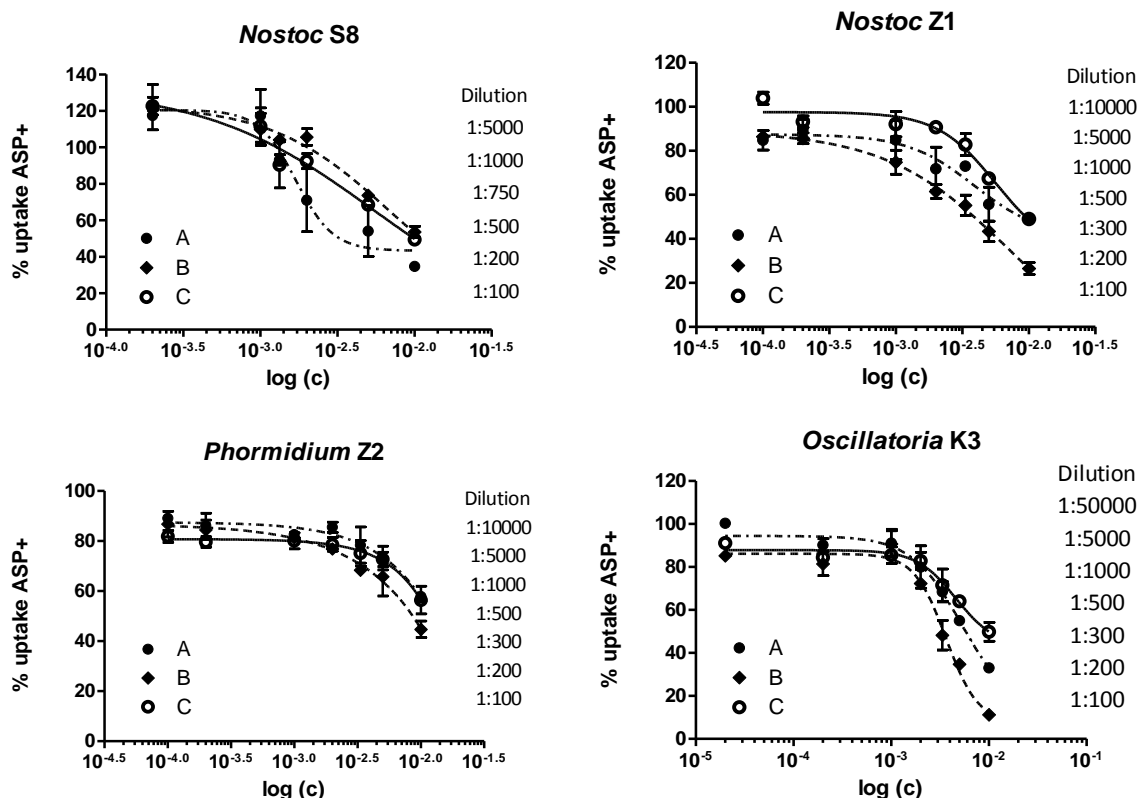 Nostoc S8
% uptake ASP+
140
120
100
80
60
40
20
0
A
B
C
10-4.0 10-3.5 10-3.0 10-2.5 10-2.0 10-1.5
log (c)
Dilution
1:5000
1:1000
1:750
1:500
1:200
1:100
Nostoc Z1
% uptake ASP+
120
100
80
60
40
20
0
A
B
C
10-4.5 10-4.0 10-3.5 10-3.0 10-2.5 10-2.0 10-1.5
log (c)
Dilution
1:10000
1:5000
1:1000
1:500
1:300
1:200
1:100
Phormidium Z2
% uptake ASP+
100
80
60
40
20
0
A
B
C
10-4.5 10-4.0 10-3.5 10-3.0 10-2.5 10-2.0 10-1.5
log (c)
Dilution
1:10000
1:5000
1:1000
1:500
1:300
1:200
1:100
Oscillatoria K3
% uptake ASP+
120
100
80
60
40
20
0
A
B
C
10-5 10-4 10-3 10-2 10-1
log (c)
Dilution
1:50000
1:5000
1:1000
1:500
1:300
1:200
1:100